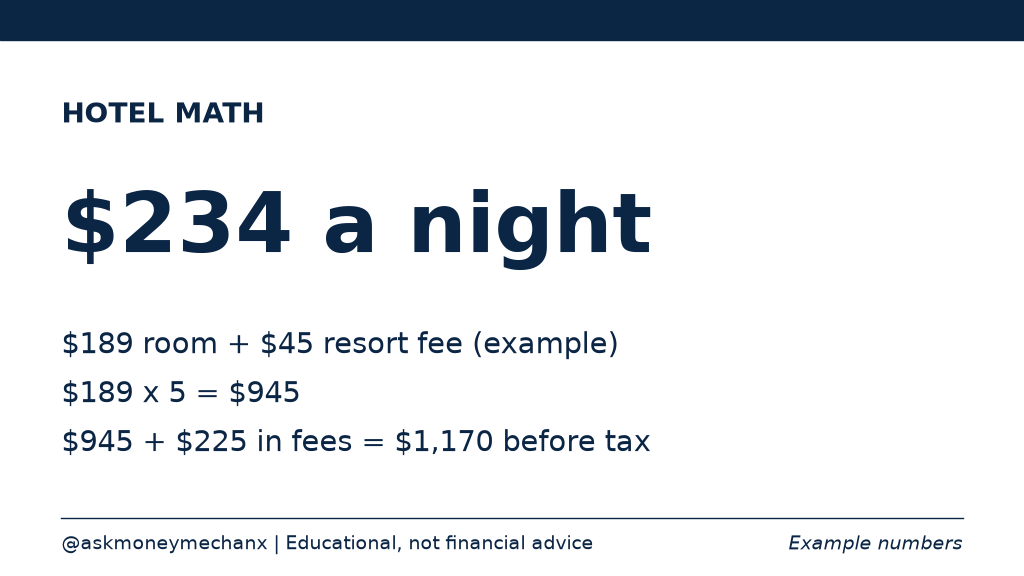 HOTEL MATH
$234 a night
$189 room + $45 resort fee (example)
$189 x 5 = $945
$945 + $225 in fees = $1,170 before tax
@askmoneymechanx | Educational, not financial advice
Example numbers